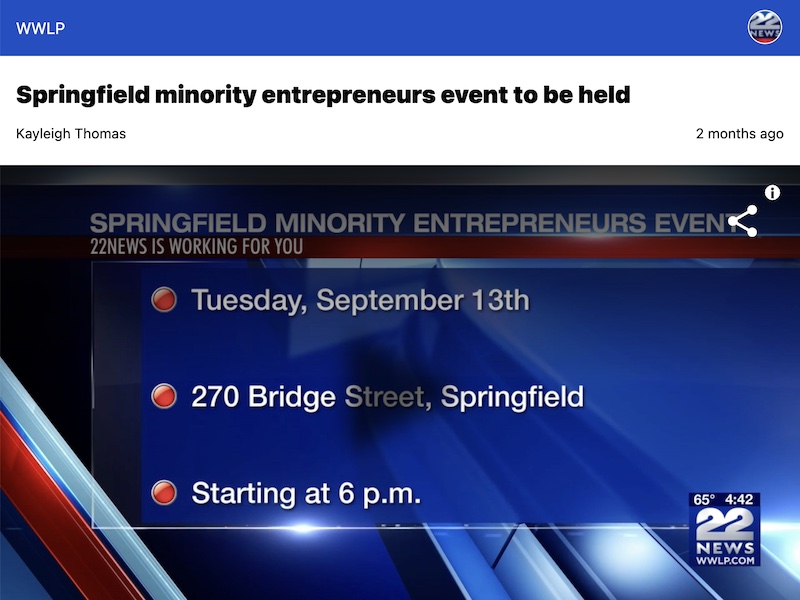 WWLP
22
NEWS
Springfield minority entrepreneurs event to be held
Kayleigh Thomas
2 months ago
SPRINGFIELD MINORITY ENTREPRENEURS EVENT
22NEWS IS WORKING FOR YOU
Tuesday, September 13th
270 Bridge Street, Springfield
Starting at 6 p.m.
65° 4:42
22
NEWS
WWLP.COM